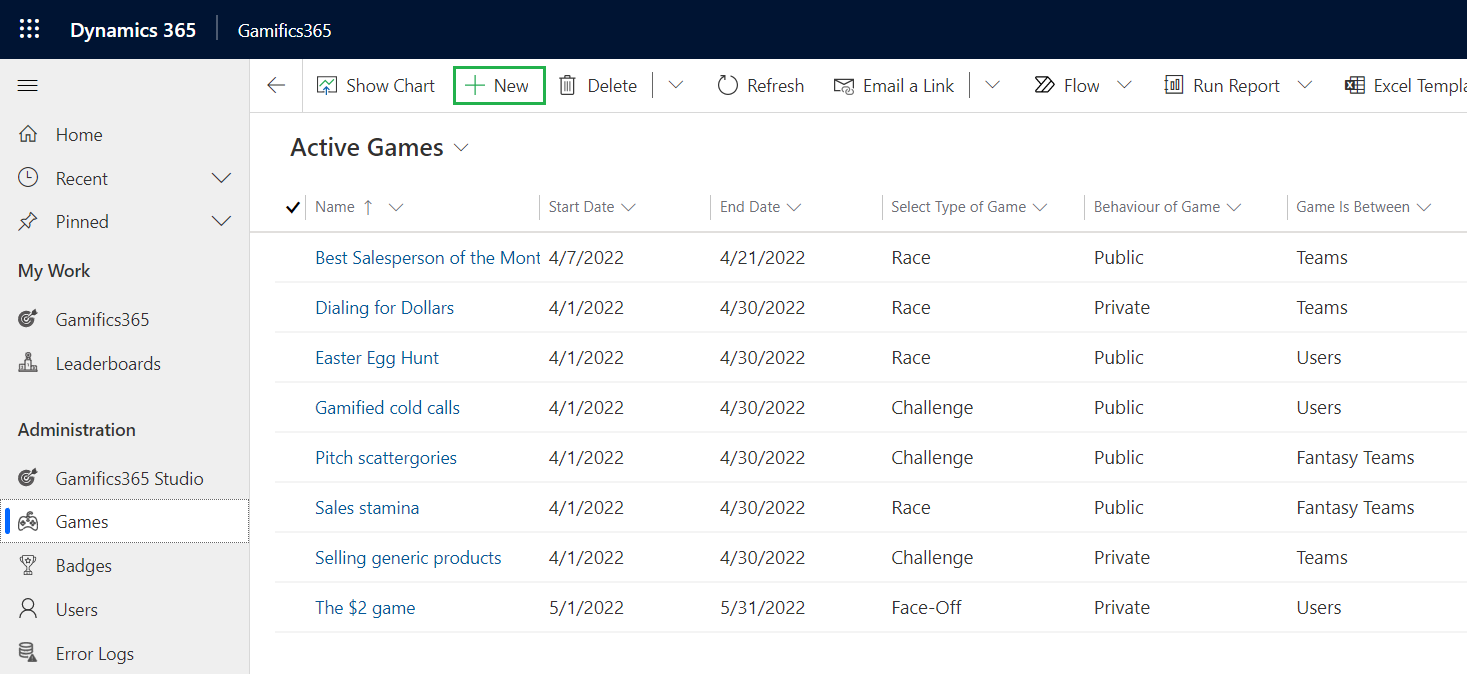 Dynamics 365 Gamifics365
Show Chart New Delete Refresh Email a Link Flow Run Report Excel Templa
Home
Recent
Pinned
My Work
Gamifics365
Leaderboards
Administration
Gamifics365 Studio
Games
Badges
Users
Error Logs
Active Games
Name Start Date End Date Select Type of Game Behaviour of Game Game Is Between
Best Salesperson of the Mont 4/7/2022 4/21/2022 Race Public Teams
Dialing for Dollars 4/1/2022 4/30/2022 Race Private Teams
Easter Egg Hunt 4/1/2022 4/30/2022 Race Public Users
Gamified cold calls 4/1/2022 4/30/2022 Challenge Public Users
Pitch scattergories 4/1/2022 4/30/2022 Challenge Public Fantasy Teams
Sales stamina 4/1/2022 4/30/2022 Race Public Fantasy Teams
Selling generic products 4/1/2022 4/30/2022 Challenge Private Teams
The $2 game 5/1/2022 5/31/2022 Face-Off Private Users